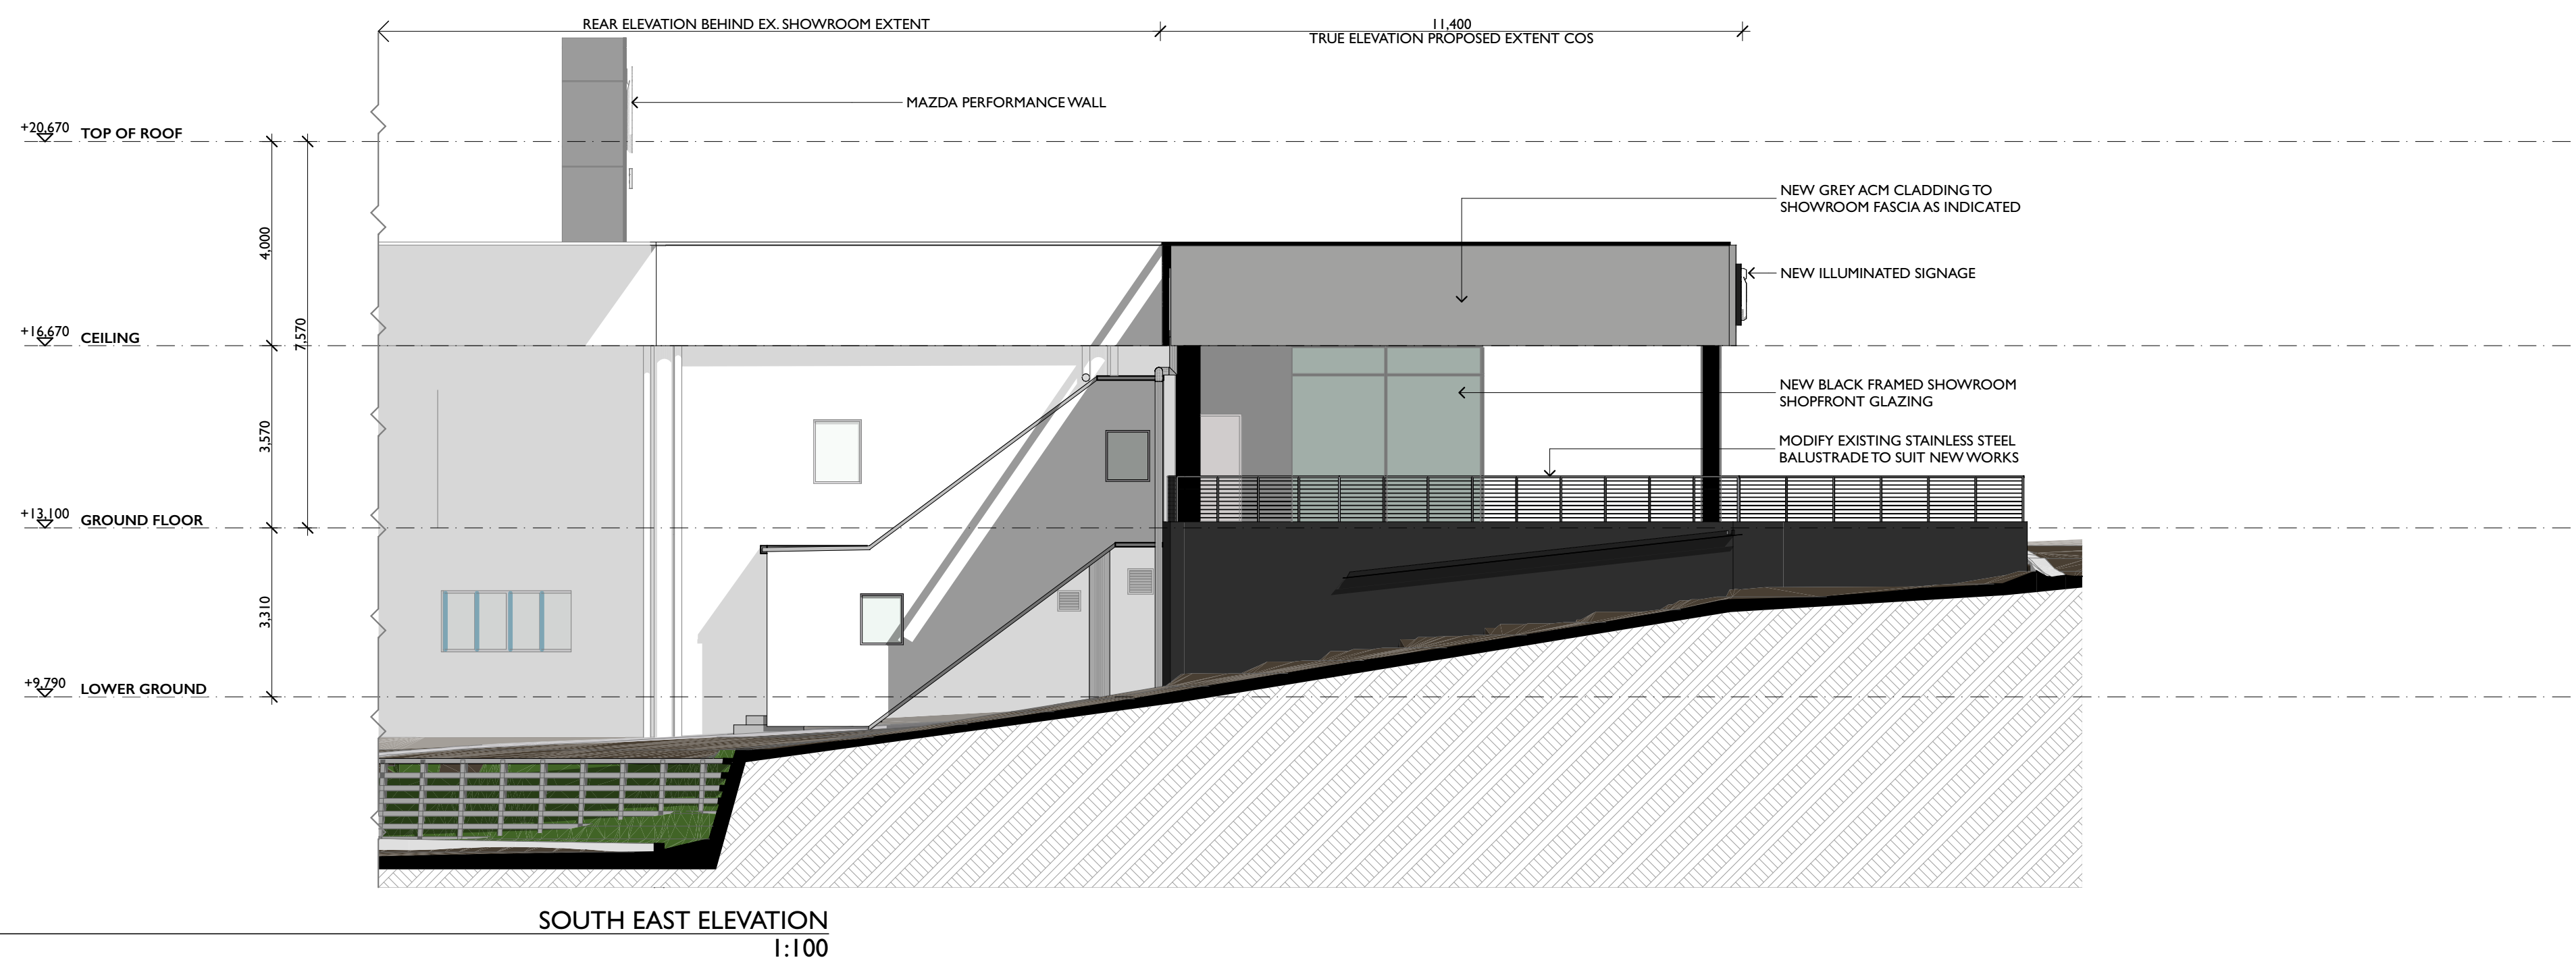 REAR ELEVATION BEHIND EX. SHOWROOM EXTENT
11,400
TRUE ELEVATION PROPOSED EXTENT COS
MAZDA PERFORMANCE WALL
+20,670 TOP OF ROOF
NEW GREY ACM CLADDING TO
SHOWROOM FASCIA AS INDICATED
4,000
NEW ILLUMINATED SIGNAGE
+16,670 CEILING
7,570
NEW BLACK FRAMED SHOWROOM
SHOPFRONT GLAZING
3,570
MODIFY EXISTING STAINLESS STEEL
BALUSTRADE TO SUIT NEW WORKS
+13,100 GROUND FLOOR
3,310
+9,790 LOWER GROUND
SOUTH EAST ELEVATION
1:100